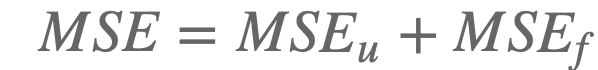 MSE = MSE_u + MSE_f